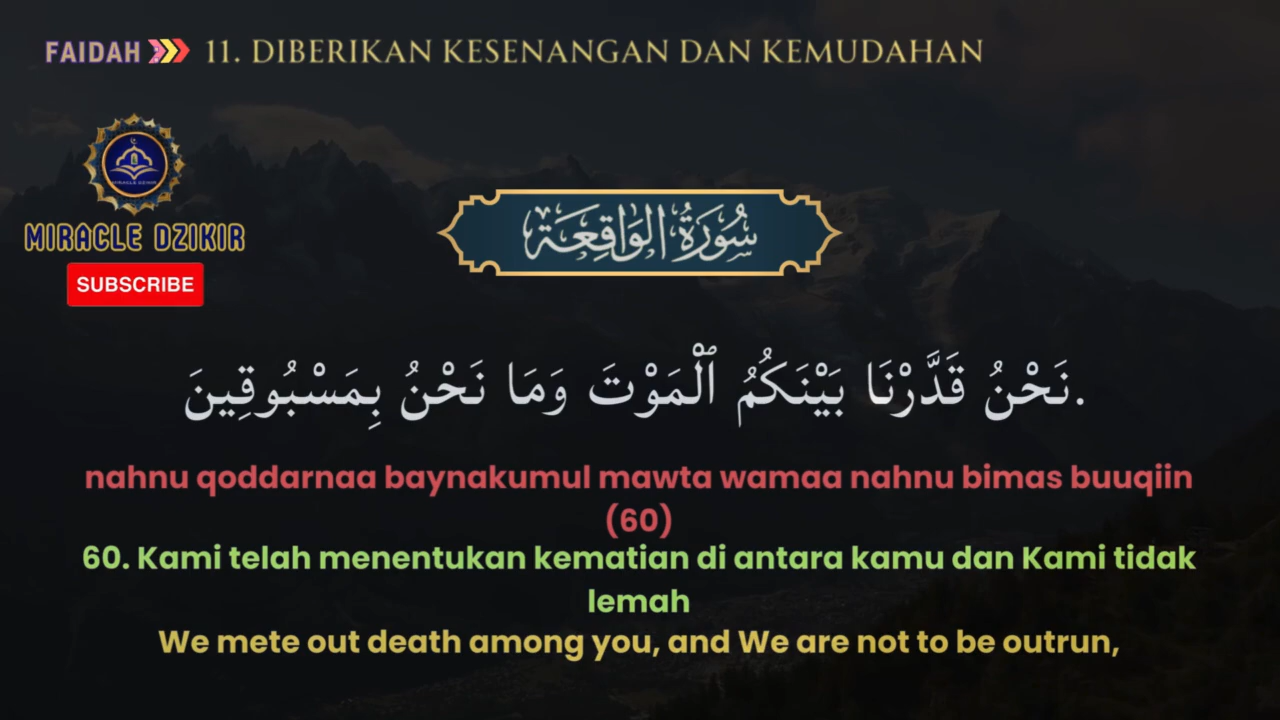 FAIDAH 11. DIBERIKAN KESENANGAN DAN KEMUDAHAN
MIRACLE DZIKIR
MIRACLE DZIKIR
SUBSCRIBE
سُورَةُ الوَاقِعَة
نَحْنُ قَدَّرْنَا بَيْنَكُمُ ٱلْمَوْتَ وَمَا نَحْنُ بِمَسْبُوقِينَ.
nahnu qoddarnaa baynakumul mawta wamaa nahnu bimas buuqiin
(60)
60. Kami telah menentukan kematian di antara kamu dan Kami tidak
lemah
We mete out death among you, and We are not to be outrun,